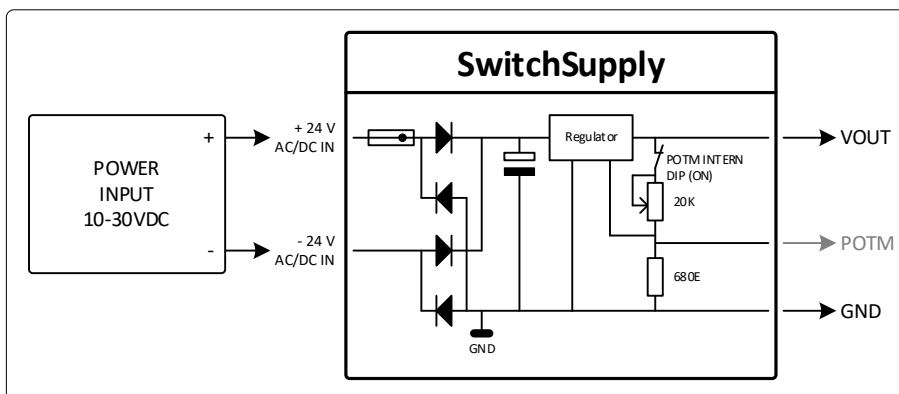 SwitchSupply
POWER
INPUT
10-30VDC
+
-
+ 24 V
AC/DC IN
- 24 V
AC/DC IN
Regulator
POTM INTERN
DIP (ON)
20K
680E
GND
VOUT
POTM
GND